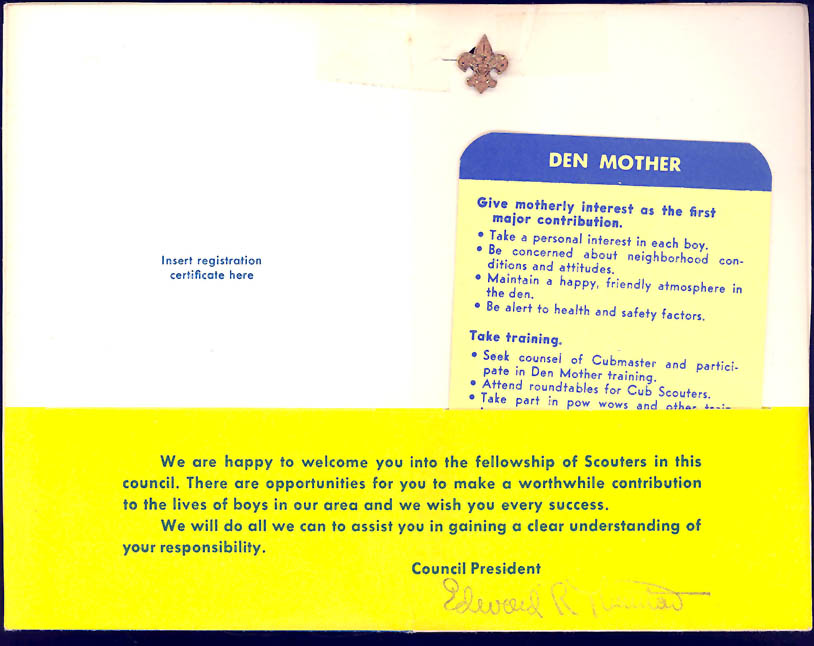 Insert registration
certificate here
DEN MOTHER
Give motherly interest as the first
major contribution.
• Take a personal interest in each boy.
• Be concerned about neighborhood con-
ditions and attitudes.
• Maintain a happy, friendly atmosphere in
the den.
• Be alert to health and safety factors.
Take training.
• Seek counsel of Cubmaster and partici-
pate in Den Mother training.
• Attend roundtables for Cub Scouters.
• Take part in pow wows and other
We are happy to welcome you into the fellowship of Scouters in this
council. There are opportunities for you to make a worthwhile contribution
to the lives of boys in our area and we wish you every success.
We will do all we can to assist you in gaining a clear understanding of
your responsibility.
Council President
Edward R.